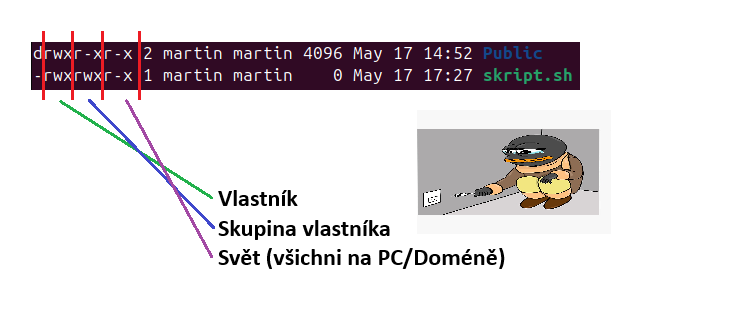 drwxr-xr-x 2 martin martin 4096 May 17 14:52 Public
-rwxrwxr-x 1 martin martin    0 May 17 17:27 skript.sh
Vlastník
Skupina vlastníka
Svět (všichni na PC/Doméně)